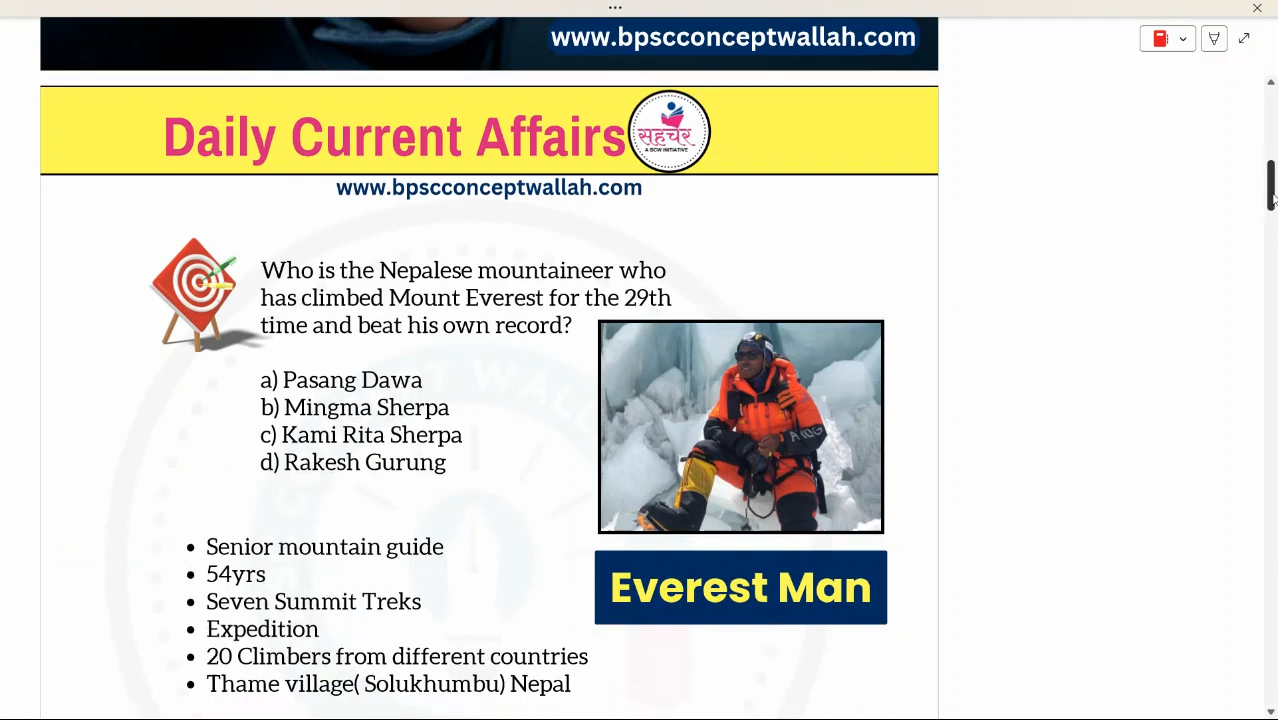 www.bpscconceptwallah.com
Daily Current Affairs
सहचर
A BCW INITIATIVE
www.bpscconceptwallah.com
Who is the Nepalese mountaineer who
has climbed Mount Everest for the 29th
time and beat his own record?
a) Pasang Dawa
b) Mingma Sherpa
c) Kami Rita Sherpa
d) Rakesh Gurung
• Senior mountain guide
• 54yrs
• Seven Summit Treks
• Expedition
• 20 Climbers from different countries
• Thame village( Solukhumbu) Nepal
Everest Man